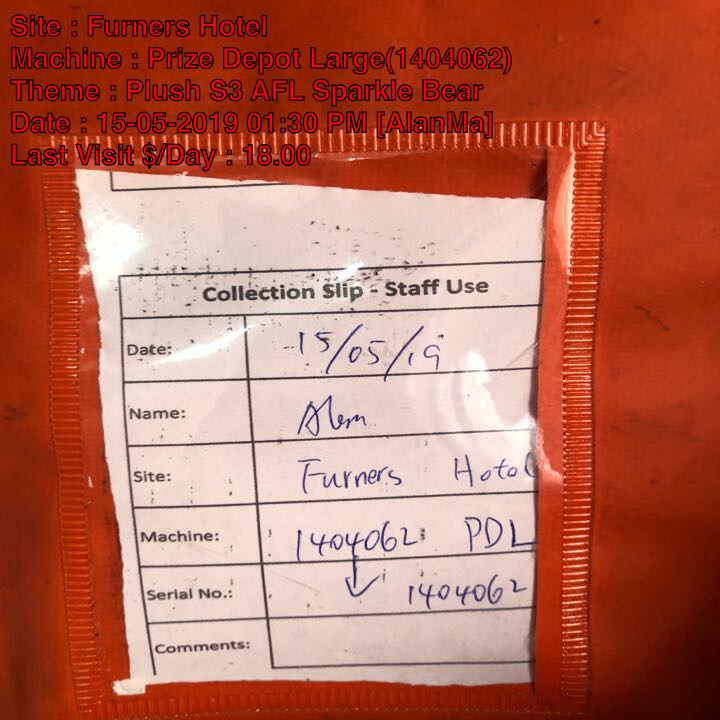 Site : Furners Hotel
Machine : Prize Depot Large(1404062)
Theme : Plush S3 AFL Sparkle Bear
Date : 15-05-2019 01:30 PM [AlanMa]
Last Visit $/Day : 18.00
Collection Slip - Staff Use
Date: 15/05/19
Name: Alan
Site: Furners Hotel
Machine: 1404062 PDL
Serial No.: 1404062
Comments: